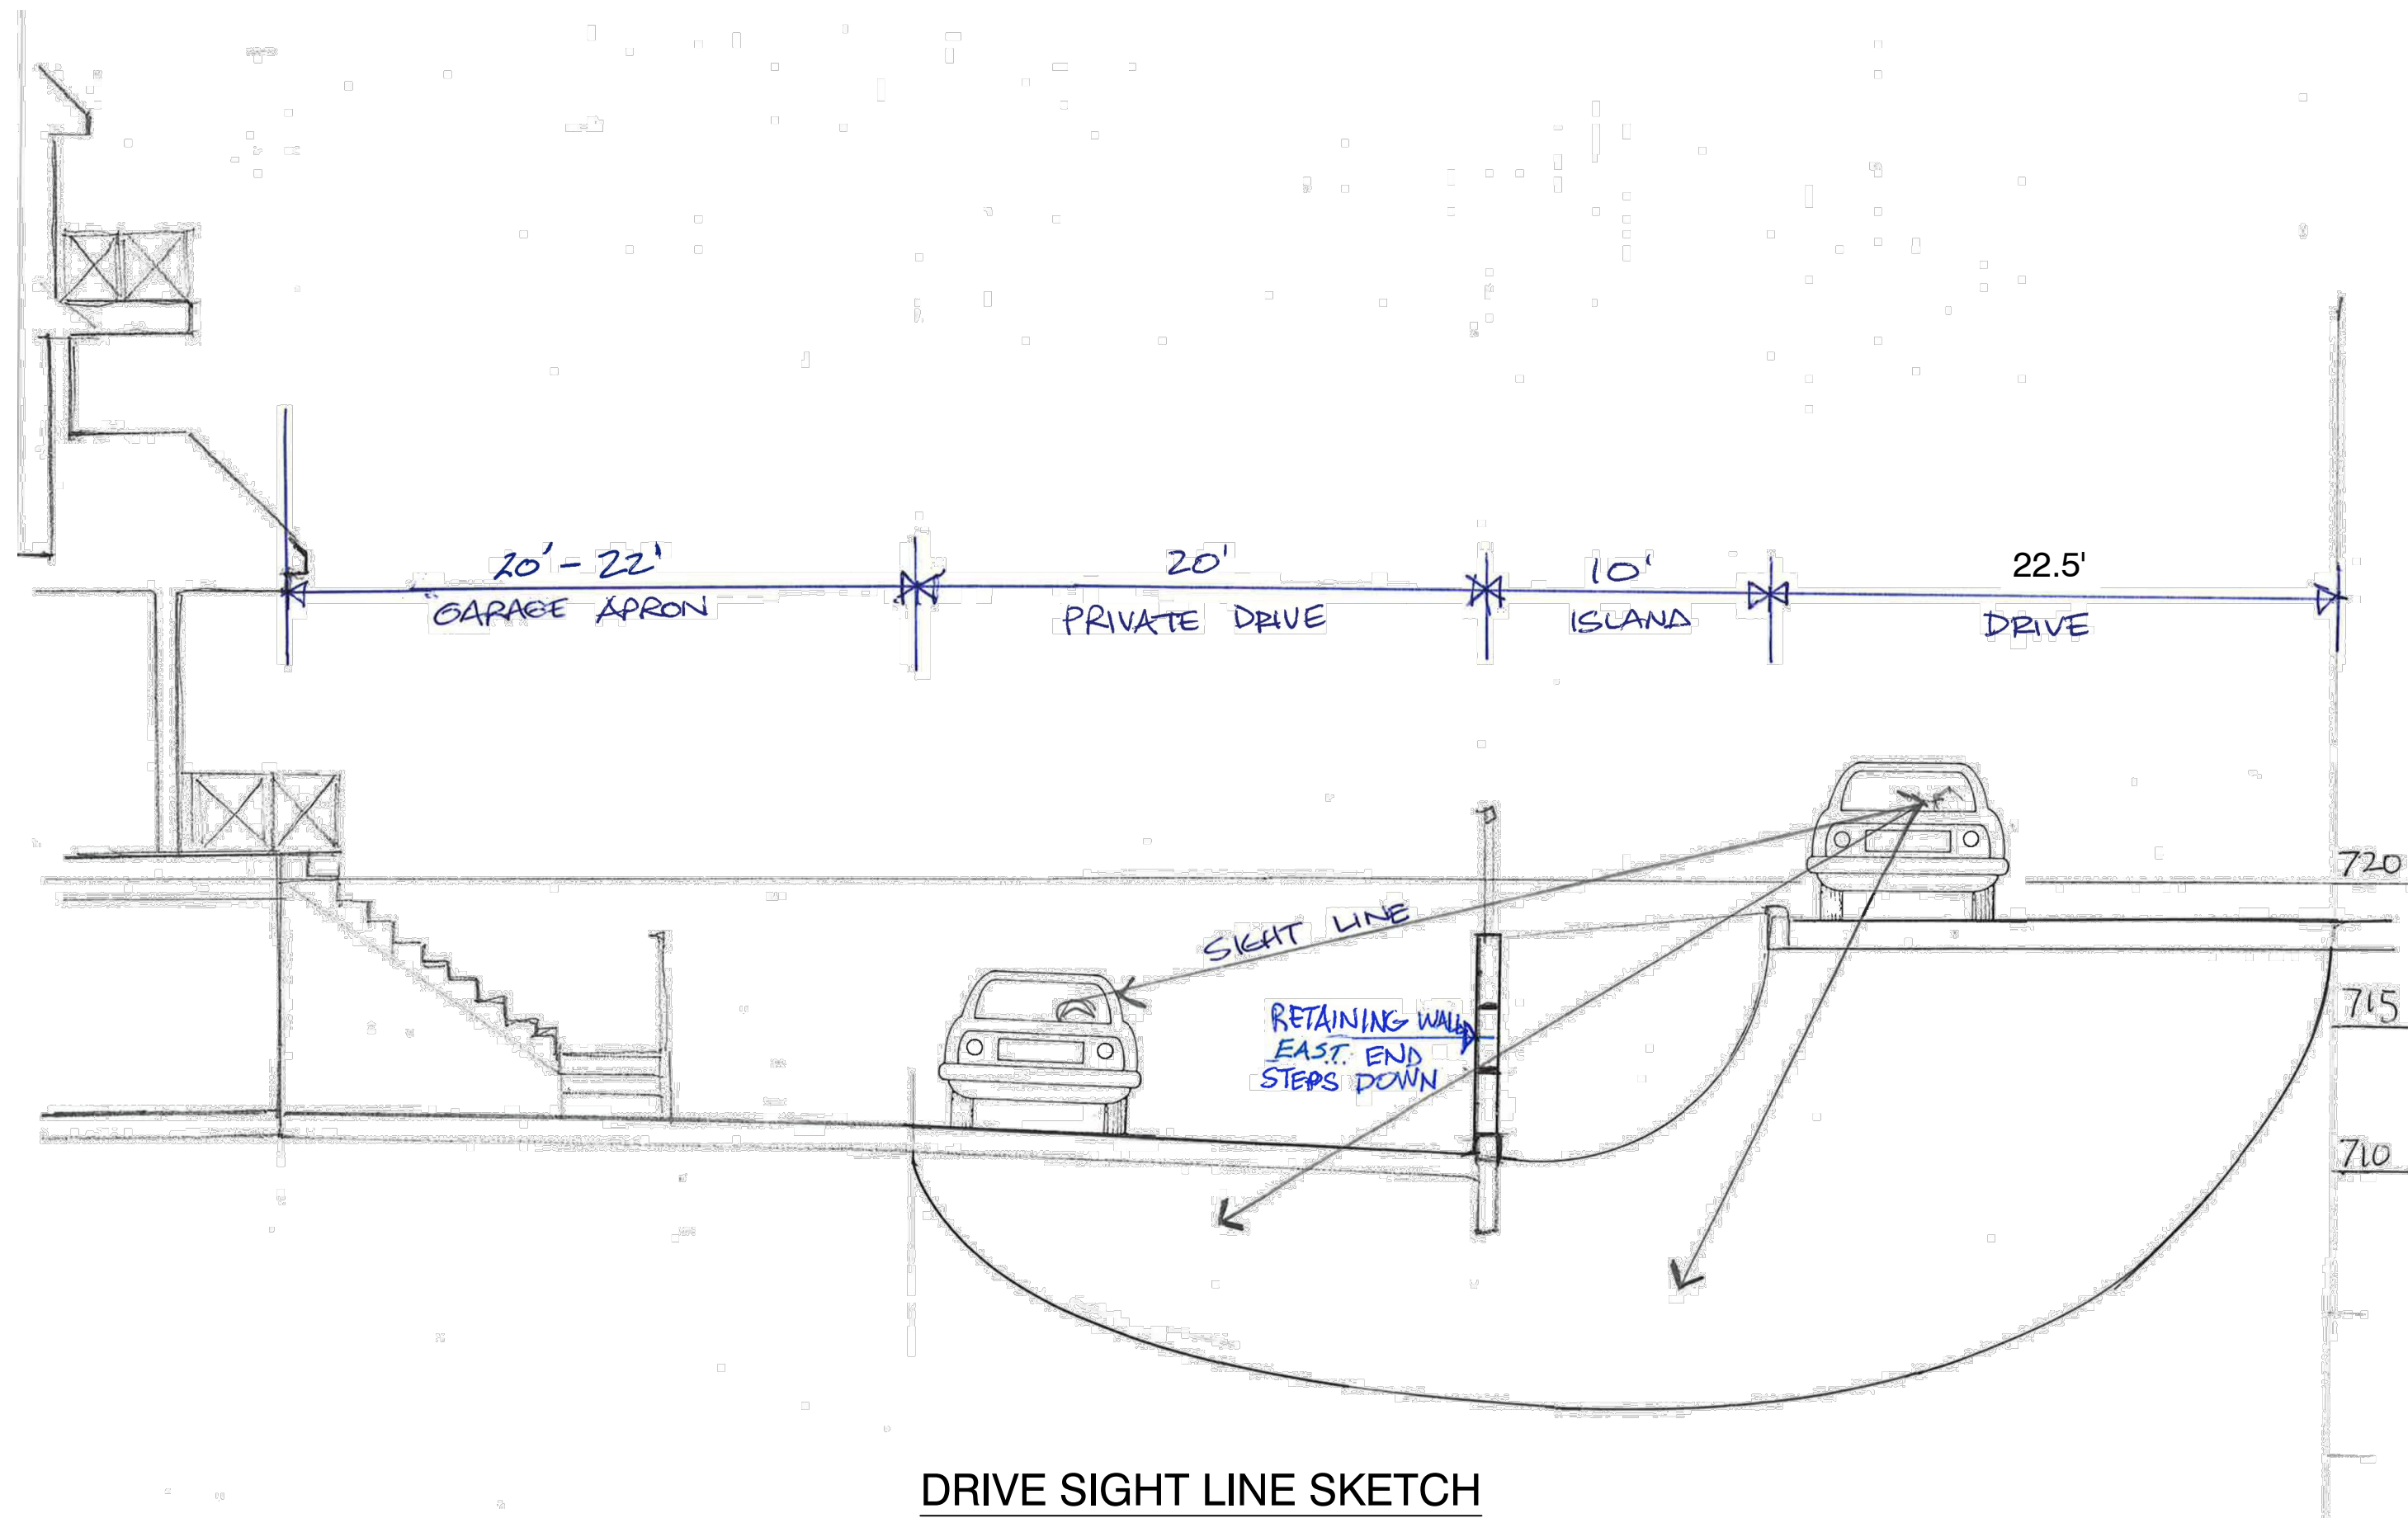 20' - 22'
GARAGE APRON
20'
PRIVATE DRIVE
10'
ISLAND
22.5'
DRIVE
720
SIGHT LINE
715
RETAINING WALL
EAST. END
STEPS DOWN
710
DRIVE SIGHT LINE SKETCH